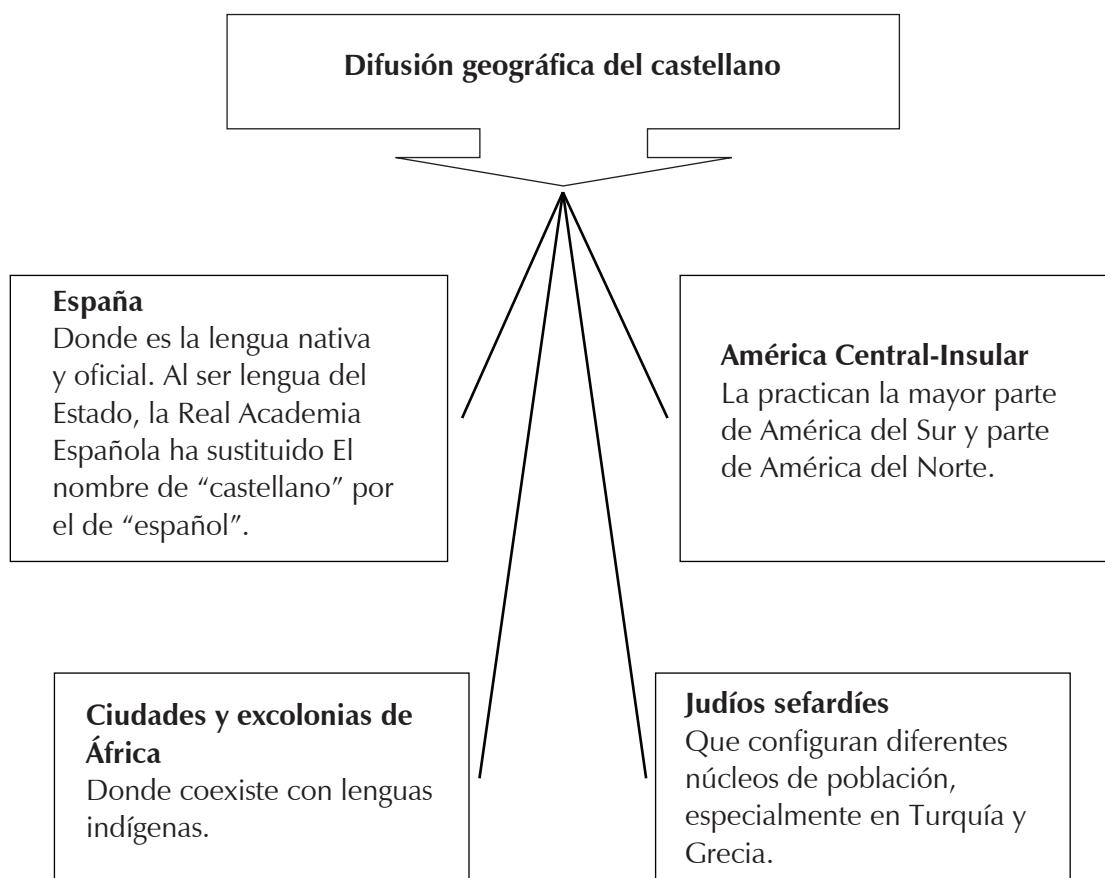 Difusión geográfica del castellano
España
Donde es la lengua nativa
y oficial. Al ser lengua del
Estado, la Real Academia
Española ha sustituido El
nombre de “castellano” por
el de “español”.
América Central-Insular
La practican la mayor parte
de América del Sur y parte
de América del Norte.
Ciudades y excolonias de
África
Donde coexiste con lenguas
indígenas.
Judíos sefardíes
Que configuran diferentes
núcleos de población,
especialmente en Turquía y
Grecia.